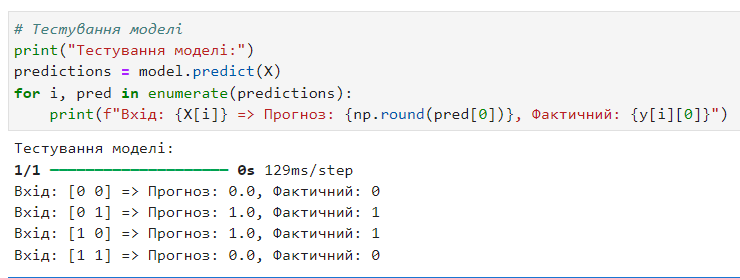 # Тестування моделі
print("Тестування моделі:")
predictions = model.predict(X)
for i, pred in enumerate(predictions):
    print(f"Вхід: {X[i]} => Прогноз: {np.round(pred[0])}, Фактичний: {y[i][0]}")
Тестування моделі:
1/1 ━━━━━━━━━━━━━━━━━━━━ 0s 129ms/step
Вхід: [0 0] => Прогноз: 0.0, Фактичний: 0
Вхід: [0 1] => Прогноз: 1.0, Фактичний: 1
Вхід: [1 0] => Прогноз: 1.0, Фактичний: 1
Вхід: [1 1] => Прогноз: 0.0, Фактичний: 0